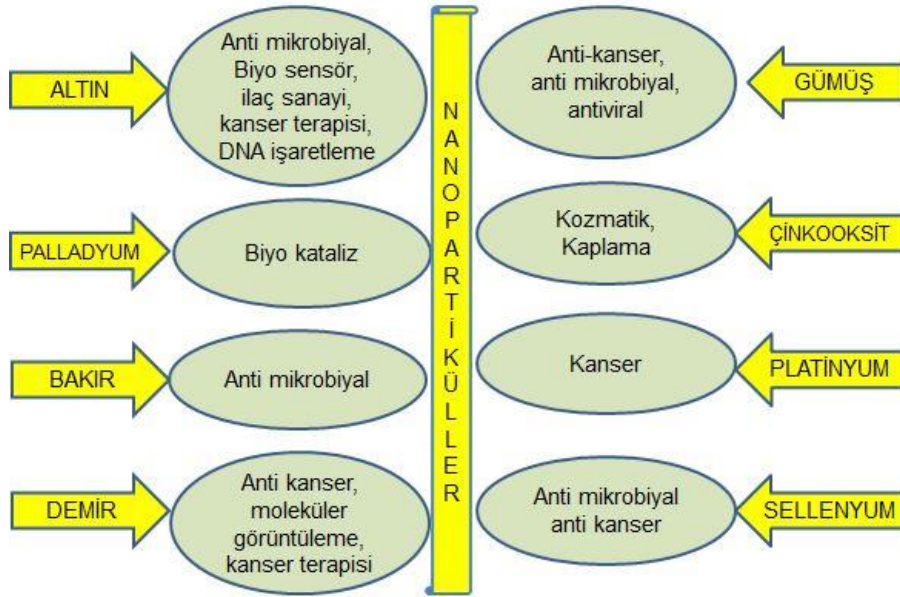 ALTIN
Anti mikrobiyal,
Biyo sensör,
ilaç sanayi,
kanser terapisi,
DNA işaretleme
PALLADYUM
Biyo kataliz
BAKIR
Anti mikrobiyal
DEMİR
Anti kanser,
moleküler
görüntüleme,
kanser terapisi
NANOPARTİKÜLLER
Anti-kanser,
anti mikrobiyal,
antiviral
GÜMÜŞ
Kozmatik,
Kaplama
ÇİNKOOKSİT
Kanser
PLATİNYUM
Anti mikrobiyal
anti kanser
SELLENYUM